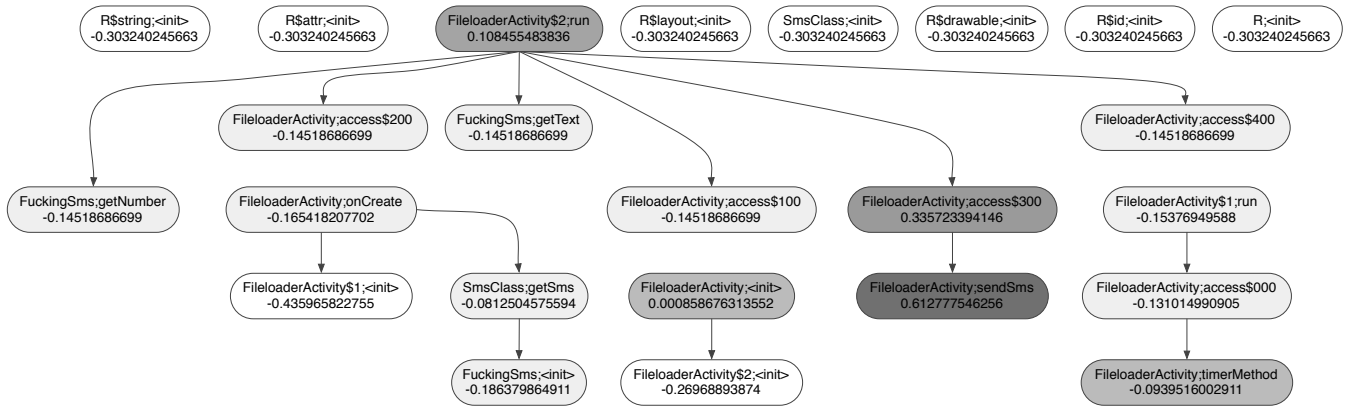 R$string;<init>
-0.303240245663
R$attr;<init>
-0.303240245663
FileloaderActivity$2;run
0.108455483836
R$layout;<init>
-0.303240245663
SmsClass;<init>
-0.303240245663
R$drawable;<init>
-0.303240245663
R$id;<init>
-0.303240245663
R;<init>
-0.303240245663
FileloaderActivity;access$200
-0.14518686699
FuckingSms;getText
-0.14518686699
FileloaderActivity;access$400
-0.14518686699
FuckingSms;getNumber
-0.14518686699
FileloaderActivity;onCreate
-0.165418207702
FileloaderActivity;access$100
-0.14518686699
FileloaderActivity;access$300
0.335723394146
FileloaderActivity$1;run
-0.15376949588
FileloaderActivity$1;<init>
-0.435965822755
SmsClass;getSms
-0.0812504575594
FileloaderActivity;<init>
0.000858676313552
FileloaderActivity;sendSms
0.612777546256
FileloaderActivity;access$000
-0.131014990905
FuckingSms;<init>
-0.186379864911
FileloaderActivity$2;<init>
-0.26968893874
FileloaderActivity;timerMethod
-0.0939516002911